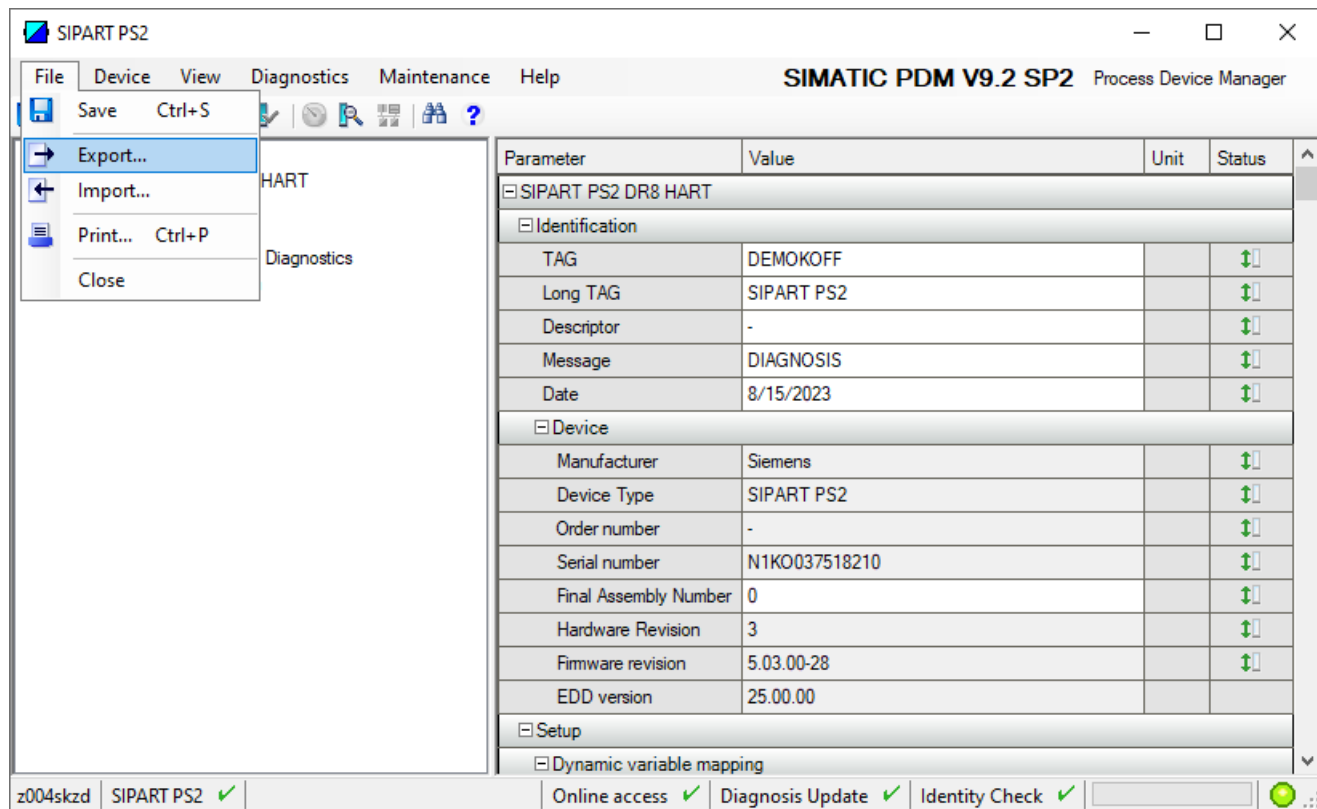 SIPART PS2
File Device View Diagnostics Maintenance Help SIMATIC PDM V9.2 SP2 Process Device Manager
Save Ctrl+S
Export...
Import...
Print... Ctrl+P
Close
HART
Diagnostics
Parameter Value Unit Status
SIPART PS2 DR8 HART
Identification
TAG DEMOKOFF
Long TAG SIPART PS2
Descriptor -
Message DIAGNOSIS
Date 8/15/2023
Device
Manufacturer Siemens
Device Type SIPART PS2
Order number -
Serial number N1KO037518210
Final Assembly Number 0
Hardware Revision 3
Firmware revision 5.03.00-28
EDD version 25.00.00
Setup
Dynamic variable mapping
z004skzd SIPART PS2 Online access Diagnosis Update Identity Check